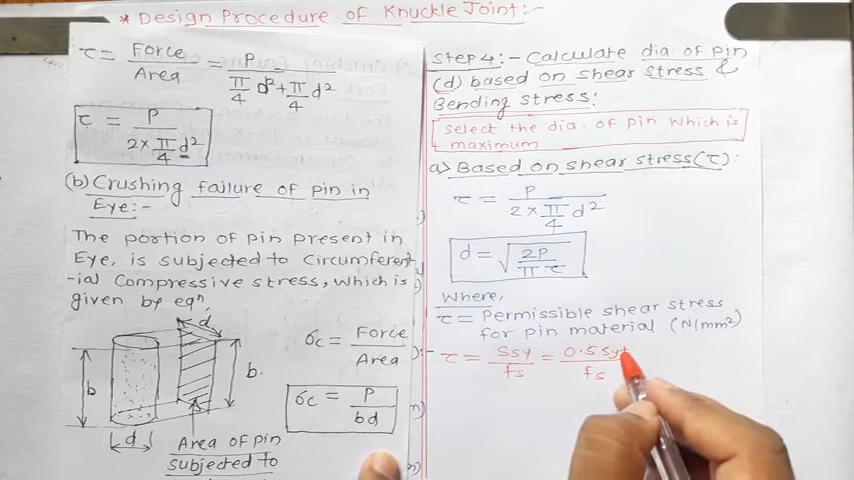 * Design Procedure of Knuckle Joint:-
τ = Force / Area = P / π/4 d² + π/4 d²
τ = P / 2 × π/4 d²
(b) Crushing failure of pin in
Eye:-
The portion of pin present in
Eye, is subjected to Circumferent
-ial Compressive stress, which is
given by eqⁿ,
d
b
b
d
σc = Force / Area
σc = P / bd
Area of pin
subjected to
Step 4:- Calculate dia. of pin
(d) based on shear stress &
Bending stress:
Select the dia. of pin which is
maximum
a) Based on shear stress (τ):
τ = P / 2 × π/4 d²
d = √ 2P / π τ
Where,
τ = Permissible shear stress
for pin material (N/mm²)
τ = Ssy / fs = 0.5 Syt / fs